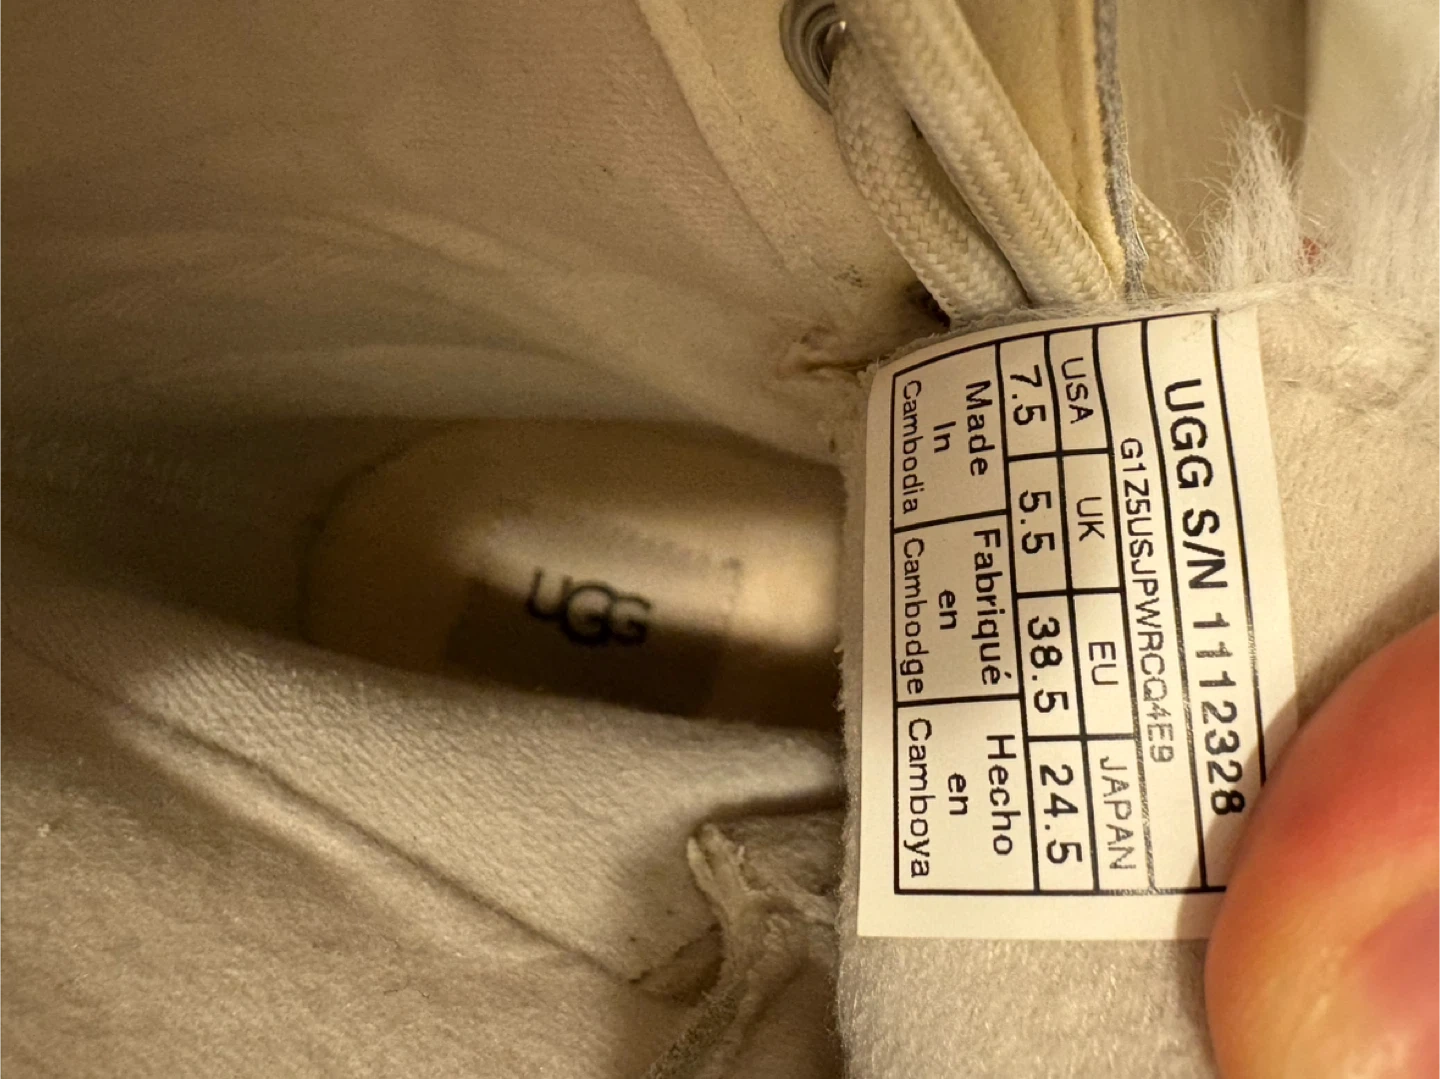 UGG S/N 1112328
G1Z5USJPWRCQ4E9
USA UK EU JAPAN
7.5 5.5 38.5 24.5
Made Fabriqué Hecho
In en en
Cambodia Cambodge Camboya
UGG